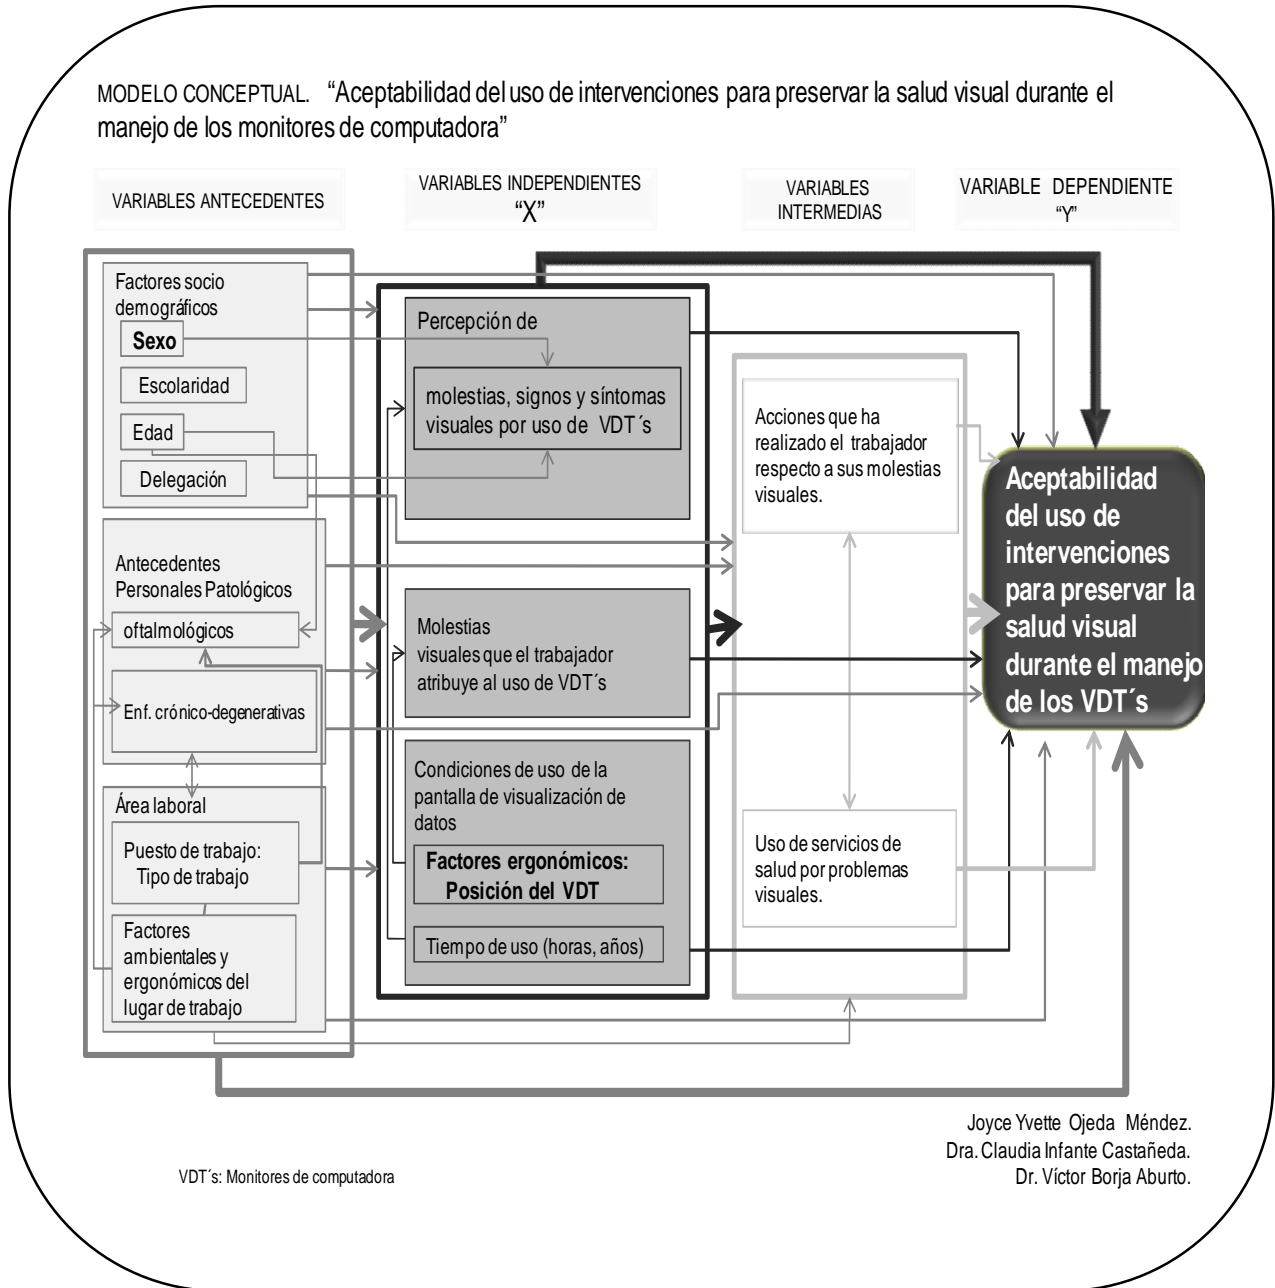 MODELO CONCEPTUAL. “Aceptabilidad del uso de intervenciones para preservar la salud visual durante el
manejo de los monitores de computadora”
VARIABLES ANTECEDENTES
VARIABLES INDEPENDIENTES
“X”
VARIABLES
INTERMEDIAS
VARIABLE DEPENDIENTE
“Y”
Factores socio
demográficos
Sexo
Escolaridad
Edad
Delegación
Antecedentes
Personales Patológicos
oftalmológicos
Enf. crónico-degenerativas
Área laboral
Puesto de trabajo:
Tipo de trabajo
Factores
ambientales y
ergonómicos del
lugar de trabajo
Percepción de
molestias, signos y síntomas
visuales por uso de VDT´s
Molestias
visuales que el trabajador
atribuye al uso de VDT´s
Condiciones de uso de la
pantalla de visualización de
datos
Factores ergonómicos:
Posición del VDT
Tiempo de uso (horas, años)
Acciones que ha
realizado el trabajador
respecto a sus molestias
visuales.
Uso de servicios de
salud por problemas
visuales.
Aceptabilidad
del uso de
intervenciones
para preservar la
salud visual
durante el manejo
de los VDT´s
Joyce Yvette Ojeda Méndez.
Dra. Claudia Infante Castañeda.
Dr. Víctor Borja Aburto.
VDT´s: Monitores de computadora